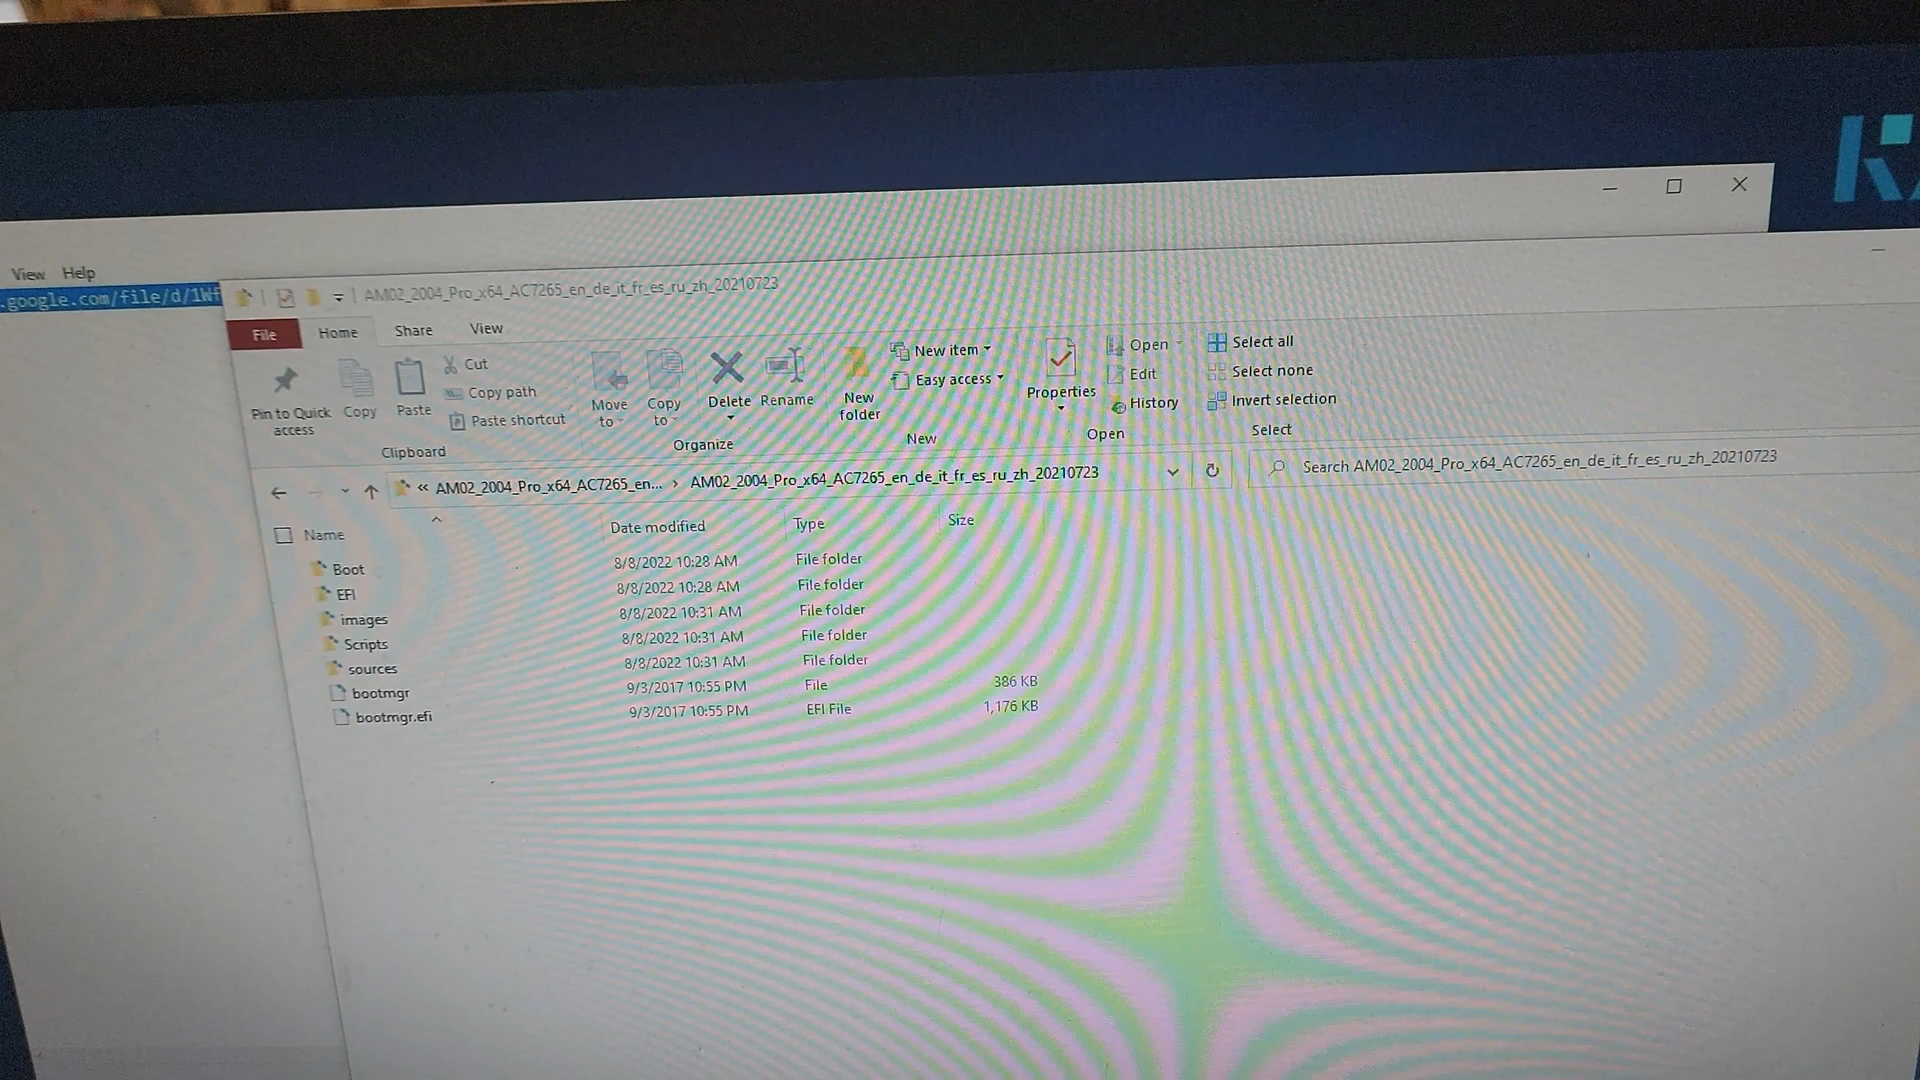 View Help
.google.com/file/d/1Wf
AM02_2004_Pro_x64_AC7265_en_de_it_fr_es_ru_zh_20210723
File Home Share View
Pin to Quick access
Copy
Paste
Cut
Copy path
Paste shortcut
Clipboard
Move to
Copy to
Delete
Rename
Organize
New folder
New item
Easy access
New
Properties
Open
Edit
History
Open
Select all
Select none
Invert selection
Select
« AM02_2004_Pro_x64_AC7265_en... › AM02_2004_Pro_x64_AC7265_en_de_it_fr_es_ru_zh_20210723
Search AM02_2004_Pro_x64_AC7265_en_de_it_fr_es_ru_zh_20210723
Name Date modified Type Size
Boot 8/8/2022 10:28 AM File folder
EFI 8/8/2022 10:28 AM File folder
images 8/8/2022 10:31 AM File folder
Scripts 8/8/2022 10:31 AM File folder
sources 8/8/2022 10:31 AM File folder
bootmgr 9/3/2017 10:55 PM File 386 KB
bootmgr.efi 9/3/2017 10:55 PM EFI File 1,176 KB